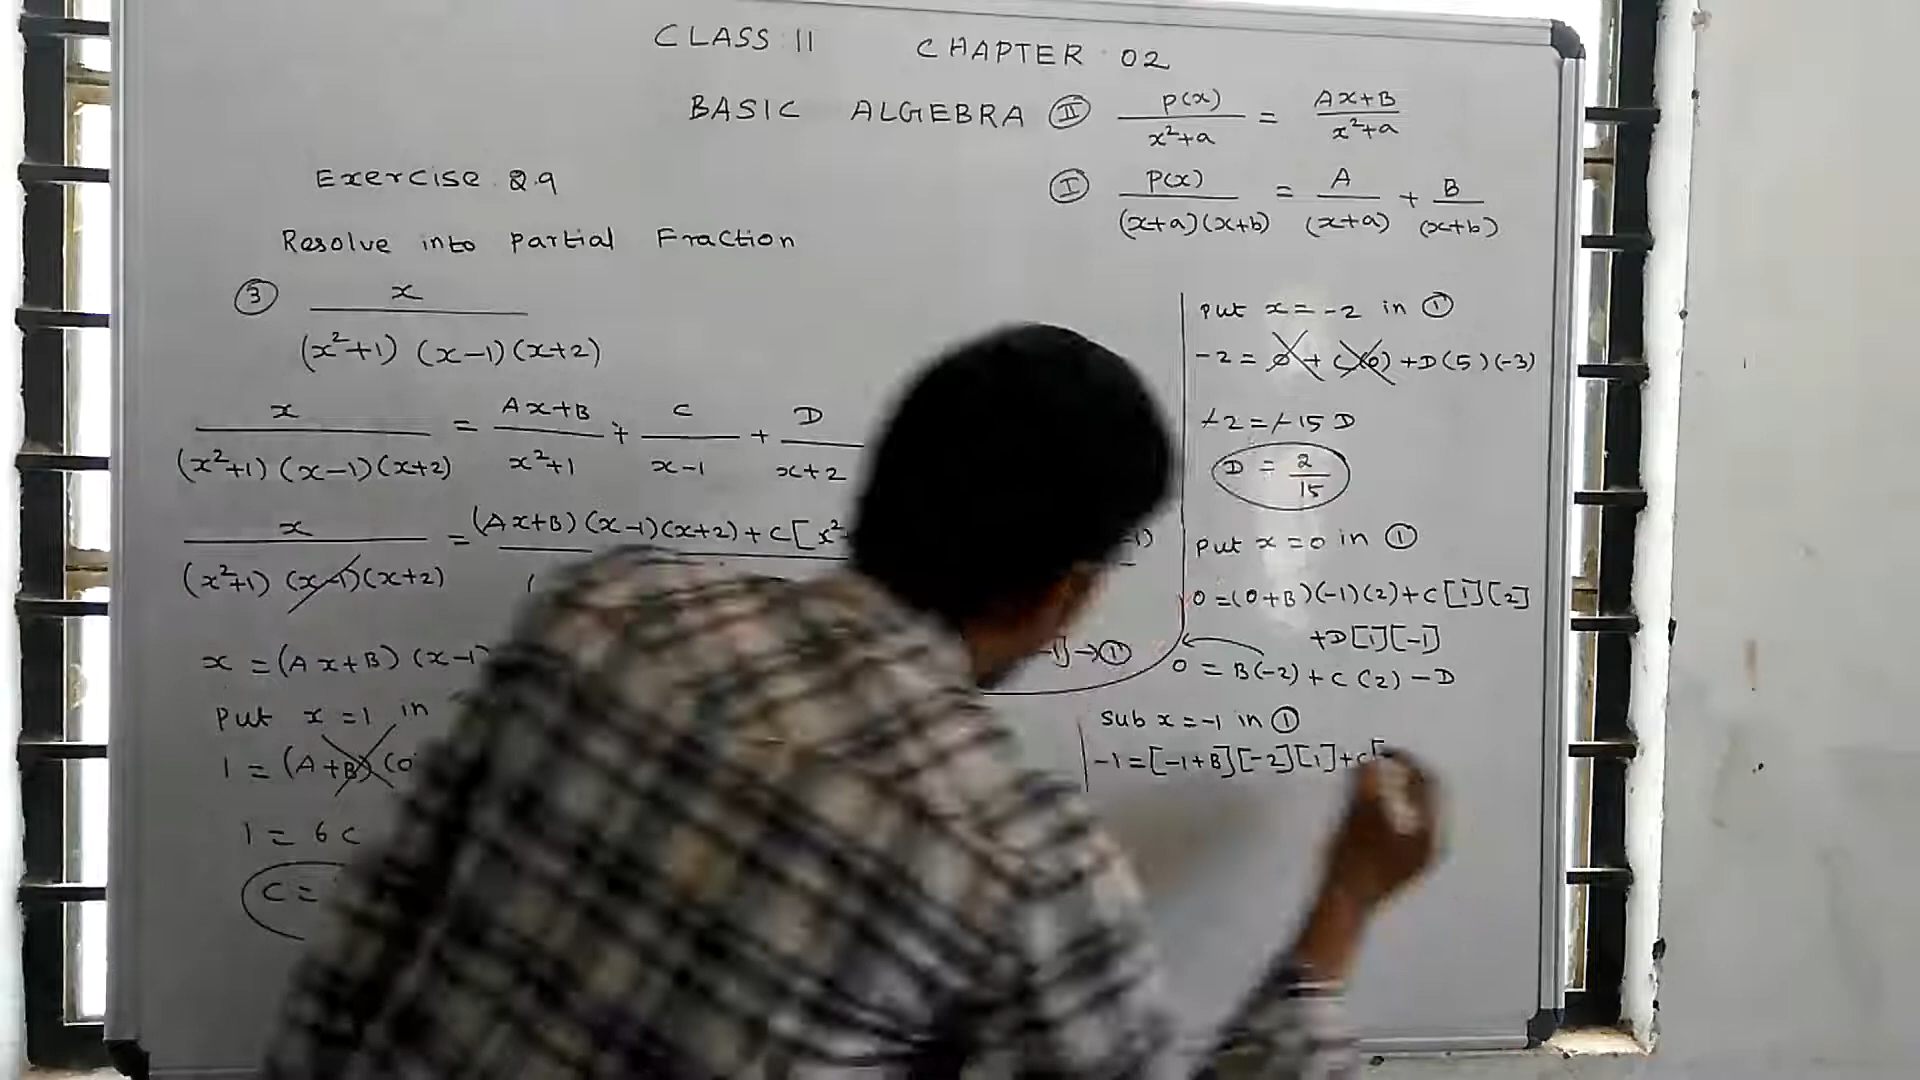 CLASS 11 CHAPTER 02
BASIC ALGEBRA
II P(x)/(x²+a) = (Ax+B)/(x²+a)
I P(x)/((x+a)(x+b)) = A/(x+a) + B/(x+b)
Exercise 2.9
Resolve into partial Fraction
③ x/((x²+1)(x-1)(x+2))
x/((x²+1)(x-1)(x+2)) = (Ax+B)/(x²+1) + C/(x-1) + D/(x+2)
x/((x²+1)(x-1)(x+2)) = (Ax+B)(x-1)(x+2)+C[x²
x = (Ax+B)(x-1) → ①
Put x = 1 in
1 = (A+B)(0
1 = 6C
C =
Put x = -2 in ①
-2 = 0 + C(0) + D(5)(-3)
-2 = -15 D
D = 2/15
Put x = 0 in ①
0 = (0+B)(-1)(2)+C[1][2]
+D[1][-1]
0 = B(-2)+C(2)-D
Sub x = -1 in ①
-1 = [-1+B][-2][1]+C[